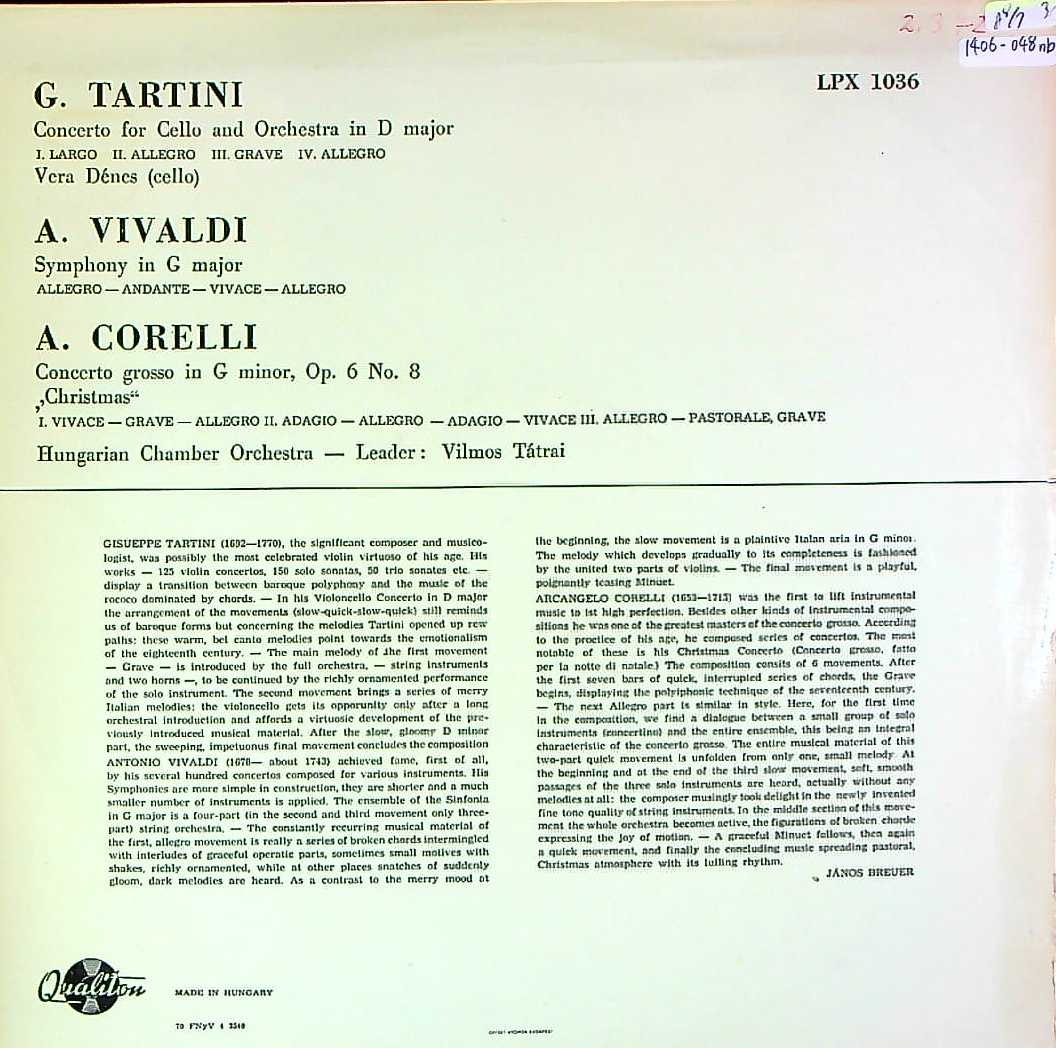 2. 3 —2
1406-048nb
LPX 1036
G. TARTINI
Concerto for Cello and Orchestra in D major
I. LARGO II. ALLEGRO III. GRAVE IV. ALLEGRO
Vera Dénes (cello)
A. VIVALDI
Symphony in G major
ALLEGRO — ANDANTE — VIVACE — ALLEGRO
A. CORELLI
Concerto grosso in G minor, Op. 6 No. 8
„Christmas“
I. VIVACE — GRAVE — ALLEGRO II. ADAGIO — ALLEGRO — ADAGIO — VIVACE III. ALLEGRO — PASTORALE, GRAVE
Hungarian Chamber Orchestra — Leader: Vilmos Tátrai
GISUEPPE TARTINI (1692—1770), the significant composer and musico-
logist, was possibly the most celebrated violin virtuoso of his age. His
works — 125 violin concertos, 150 solo sonatas, 50 trio sonates etc. —
display a transition between baroque polyphony and the music of the
rococo dominated by chords. — In his Violoncello Concerto in D major
the arrangement of the movements (slow-quick-slow-quick) still reminds
us of baroque forms but concerning the melodies Tartini opened up new
paths: these warm, bel canto melodies point towards the emotionalism
of the eighteenth century. — The main melody of the first movement
— Grave — is introduced by the full orchestra, — string instruments
and two horns —, to be continued by the richly ornamented performance
of the solo instrument. The second movement brings a series of merry
Italian melodies: the violoncello gets its opporunity only after a long
orchestral introduction and affords a virtuosic development of the pre-
viously introduced musical material. After the slow, gloomy D minor
part, the sweeping, impetuonus final movement concludes the composition
ANTONIO VIVALDI (1678— about 1743) achieved fame, first of all,
by his several hundred concertos composed for various instruments. His
Symphonies are more simple in construction, they are shorter and a much
smaller number of instruments is applied. The ensemble of the Sinfonia
in G major is a four-part (in the second and third movement only three-
part) string orchestra. — The constantly recurring musical material of
the first, allegro movement is really a series of broken chords intermingled
with interludes of graceful operatic parts, sometimes small motives with
shakes, richly ornamented, while at other places snatches of suddenly
gloom, dark melodies are heard. As a contrast to the merry mood at
the beginning, the slow movement is a plaintive Italan aria in G minor.
The melody which develops gradually to its completeness is fashioned
by the united two parts of violins. — The final movement is a playful,
poignantly teasing Minuet.
ARCANGELO CORELLI (1653—1713) was the first to lift instrumental
music to ist high perfection. Besides other kinds of instrumental compo-
sitions he was one of the greatest masters of the concerto grosso. According
to the proctice of his age, he composed series of concertos. The most
notable of these is his Christmas Concerto (Concerto grosso, fatto
per la notte di natale.) The composition consits of 6 movements. After
the first seven bars of quick, interrupted series of chords, the Grave
begins, displaying the polyiphonic technique of the seventeenth century.
— The next Allegro part is similar in style. Here, for the first time
in the composition, we find a dialogue between a small group of solo
instruments (concertino) and the entire ensemble, this being an integral
characteristic of the concerto grosso. The entire musical material of this
two-part quick movement is unfolden from only one, small melody. At
the beginning and at the end of the third slow movement, soft, smooth
passages of the three solo instruments are heard, actually without any
melodies at all: the composer musingly took delight in the newly invented
fine tone quality of string instruments. In the middle section of this move-
ment the whole orchestra becomes active, the figurations of broken chords
expressing the joy of motion. — A graceful Minuet follows, then again
a quick movement, and finally the concluding music spreading pastoral,
Christmas atmosphere with its lulling rhythm.
JÁNOS BREUER
Qualiton
MADE IN HUNGARY
70 FNyV 4 2540